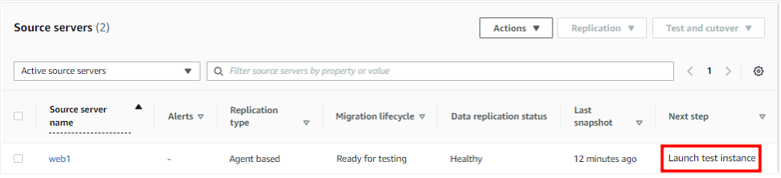 Source servers (2)
Actions
Replication
Test and cutover
Active source servers
Filter source servers by property or value
1
Source server name
Alerts
Replication type
Migration lifecycle
Data replication status
Last snapshot
Next step
web1
-
Agent based
Ready for testing
Healthy
12 minutes ago
Launch test instance